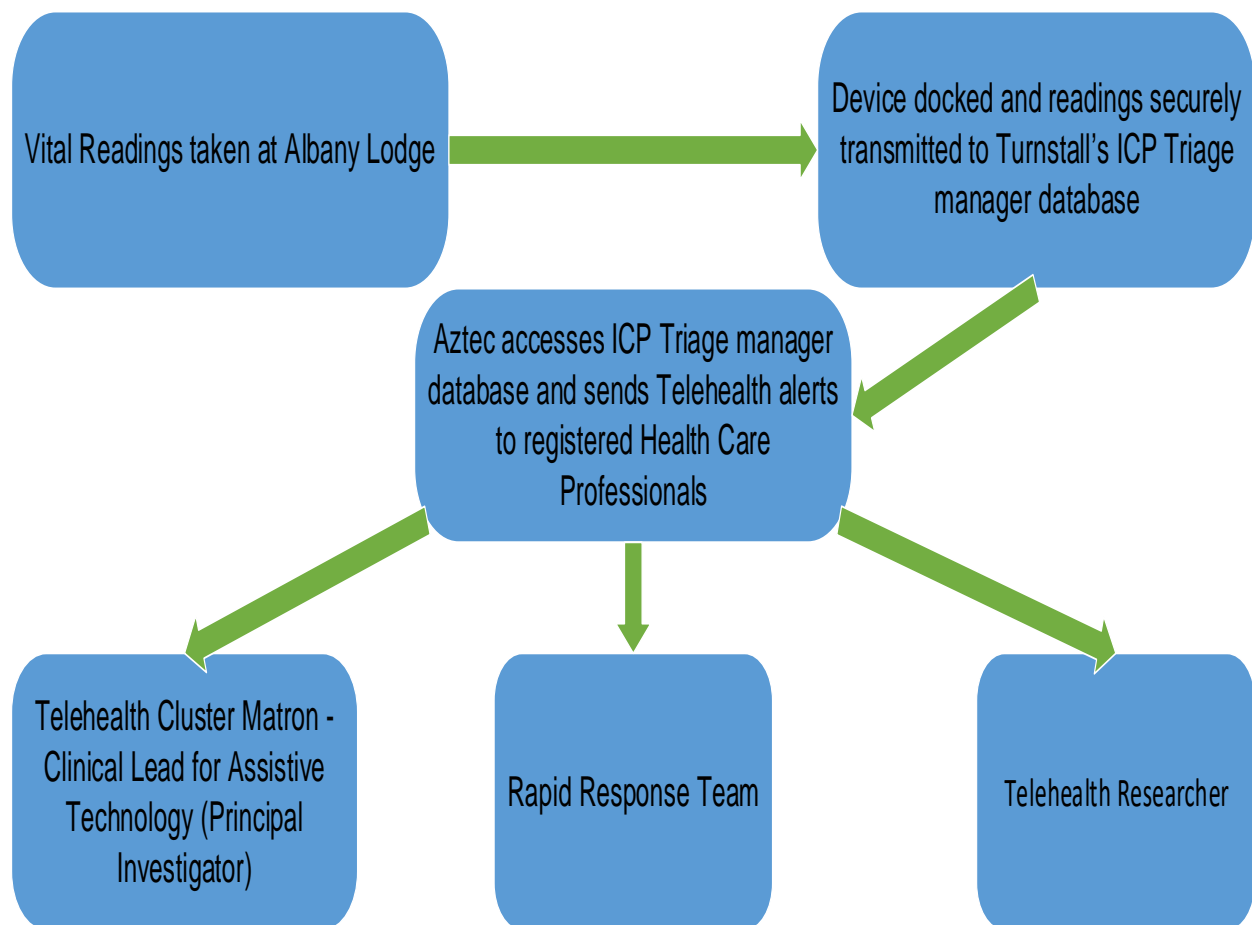 Vital Readings taken at Albany Lodge
Device docked and readings securely
transmitted to Turnstall’s ICP Triage
manager database
Aztec accesses ICP Triage manager
database and sends Telehealth alerts
to registered Health Care
Professionals
Telehealth Cluster Matron -
Clinical Lead for Assistive
Technology (Principal
Investigator)
Rapid Response Team
Telehealth Researcher